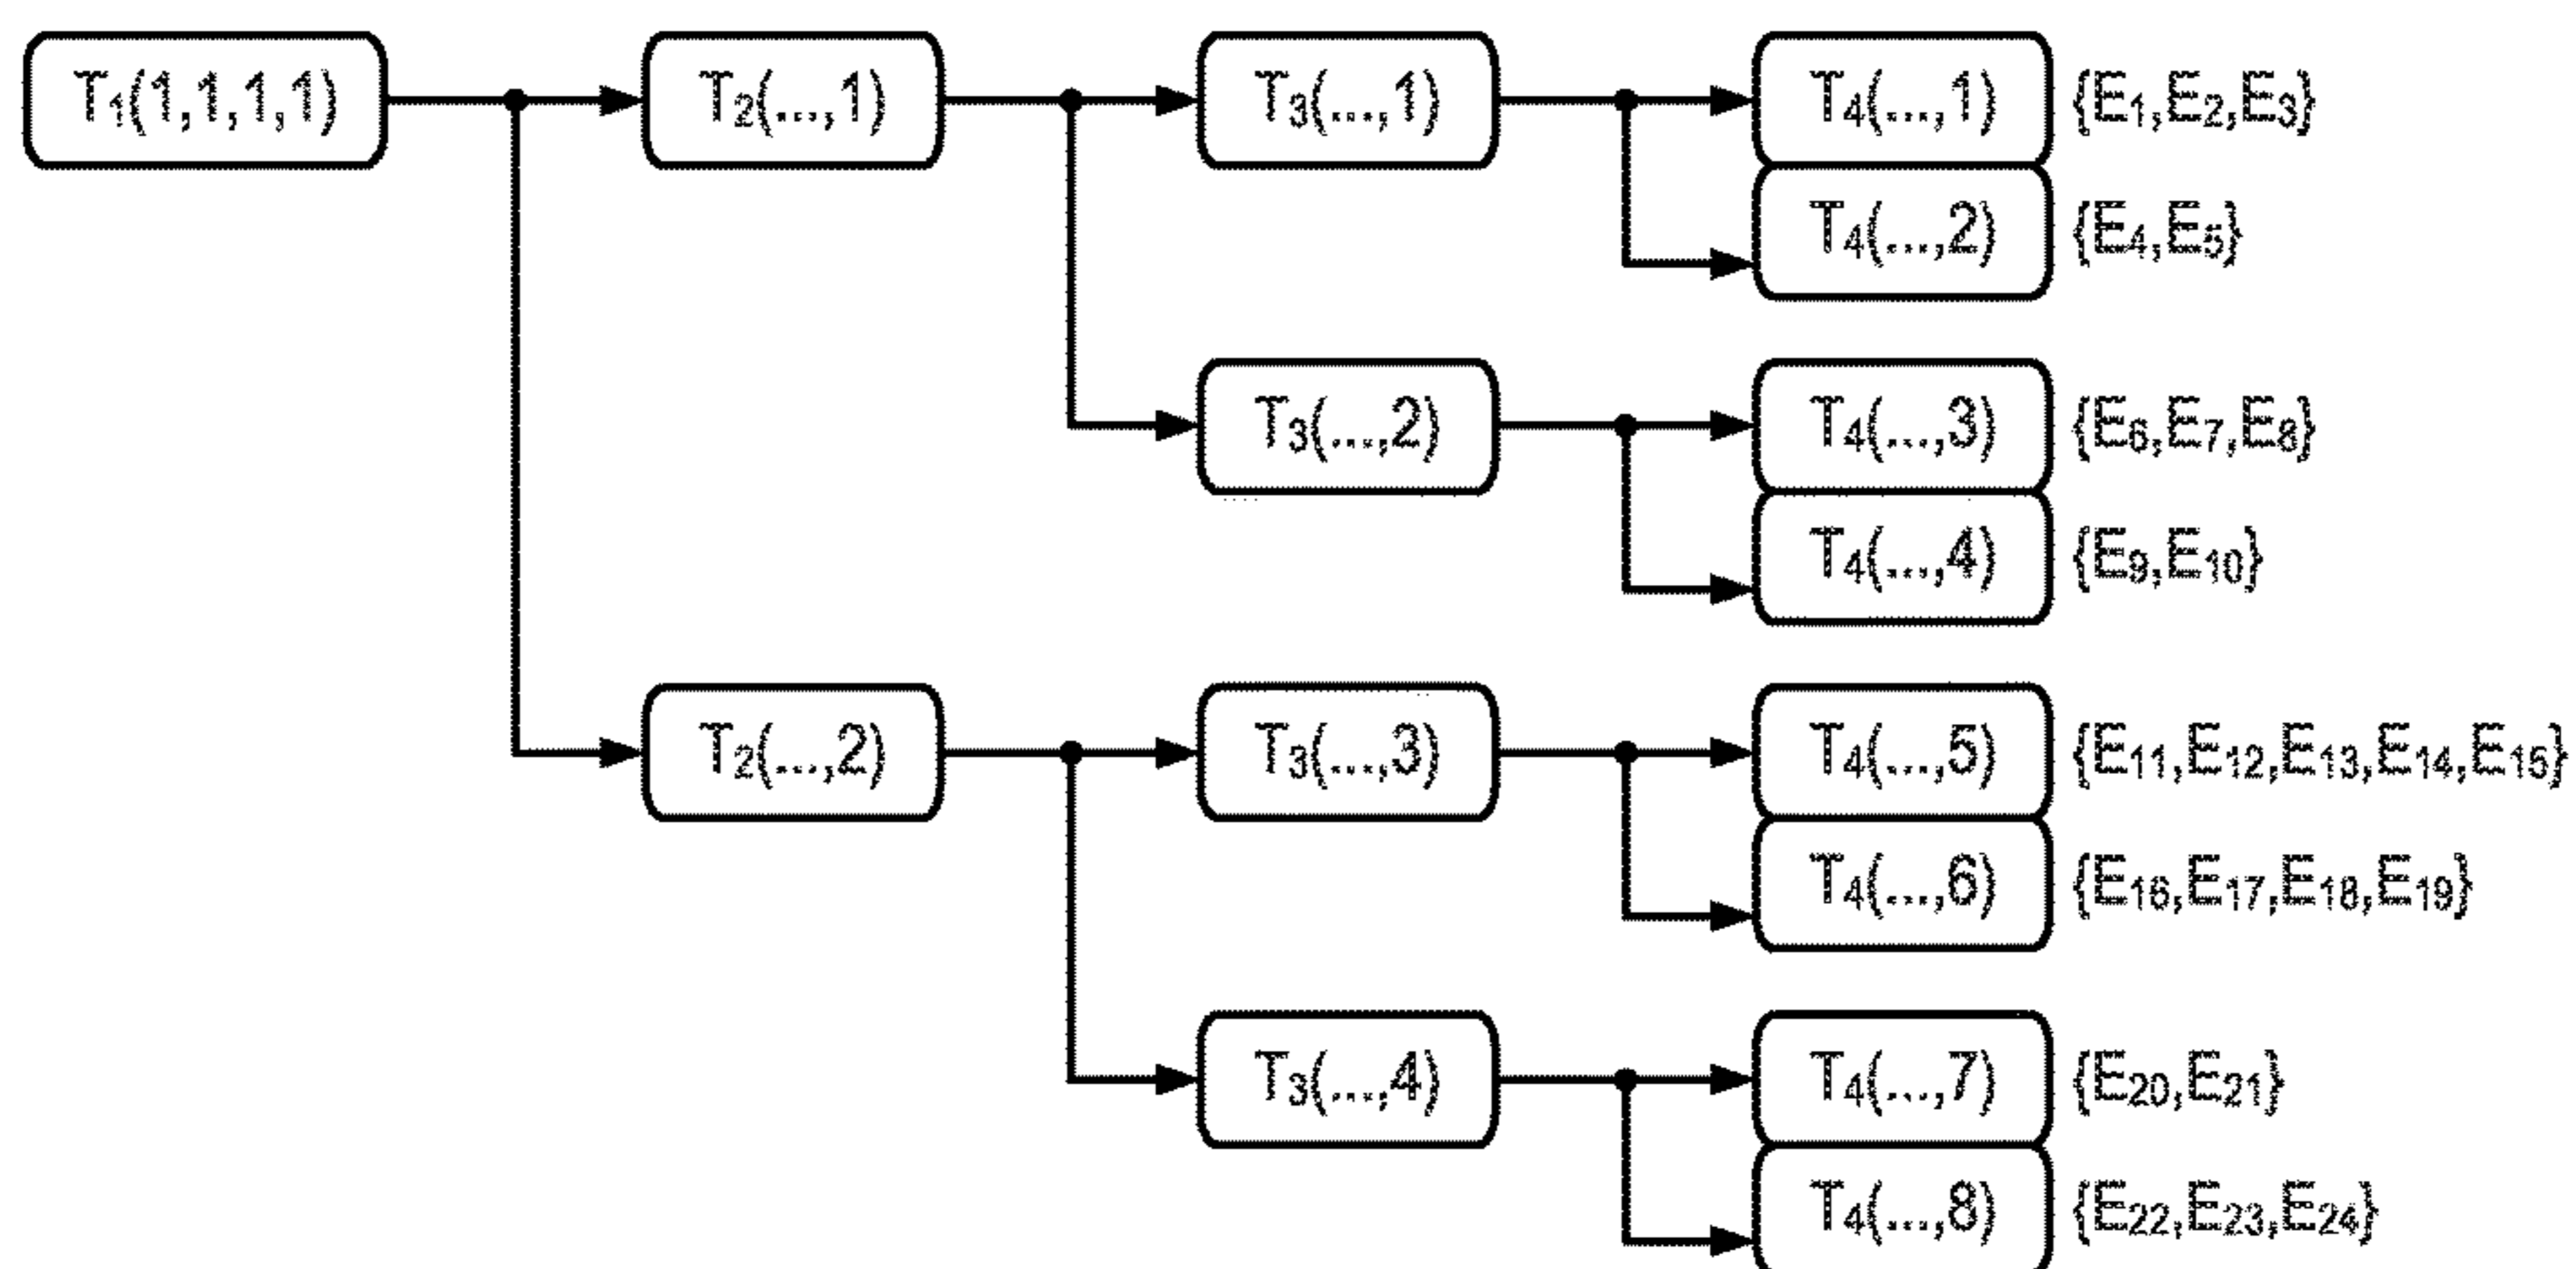 T₁(1,1,1,1) T₂(...,1) T₃(...,1) T₄(...,1) {E₁,E₂,E₃}
T₄(...,2) {E₄,E₅}
T₃(...,2) T₄(...,3) {E₆,E₇,E₈}
T₄(...,4) {E₉,E₁₀}
T₂(...,2) T₃(...,3) T₄(...,5) {E₁₁,E₁₂,E₁₃,E₁₄,E₁₅}
T₄(...,6) {E₁₆,E₁₇,E₁₈,E₁₉}
T₃(...,4) T₄(...,7) {E₂₀,E₂₁}
T₄(...,8) {E₂₂,E₂₃,E₂₄}